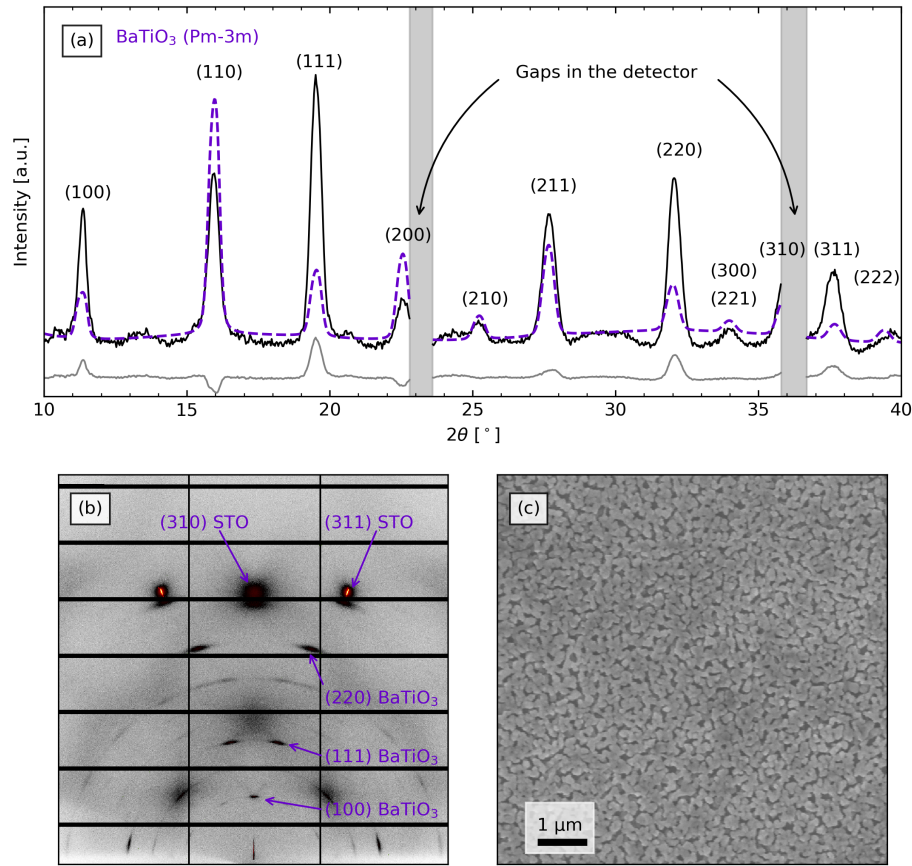 (a) BaTiO₃ (Pm-3m)
(100)
(110)
(111)
(200)
Gaps in the detector
(210)
(211)
(220)
(300)
(221)
(310)
(311)
(222)
Intensity [a.u.]
10 15 20 25 30 35 40
2θ [°]
(b)
(310) STO
(311) STO
(220) BaTiO₃
(111) BaTiO₃
(100) BaTiO₃
(c)
1 μm